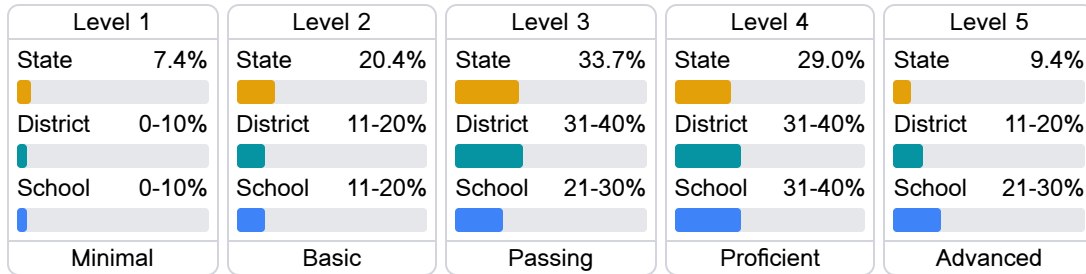 Level 1
State 7.4%
District 0-10%
School 0-10%
Minimal
Level 2
State 20.4%
District 11-20%
School 11-20%
Basic
Level 3
State 33.7%
District 31-40%
School 21-30%
Passing
Level 4
State 29.0%
District 31-40%
School 31-40%
Proficient
Level 5
State 9.4%
District 11-20%
School 21-30%
Advanced